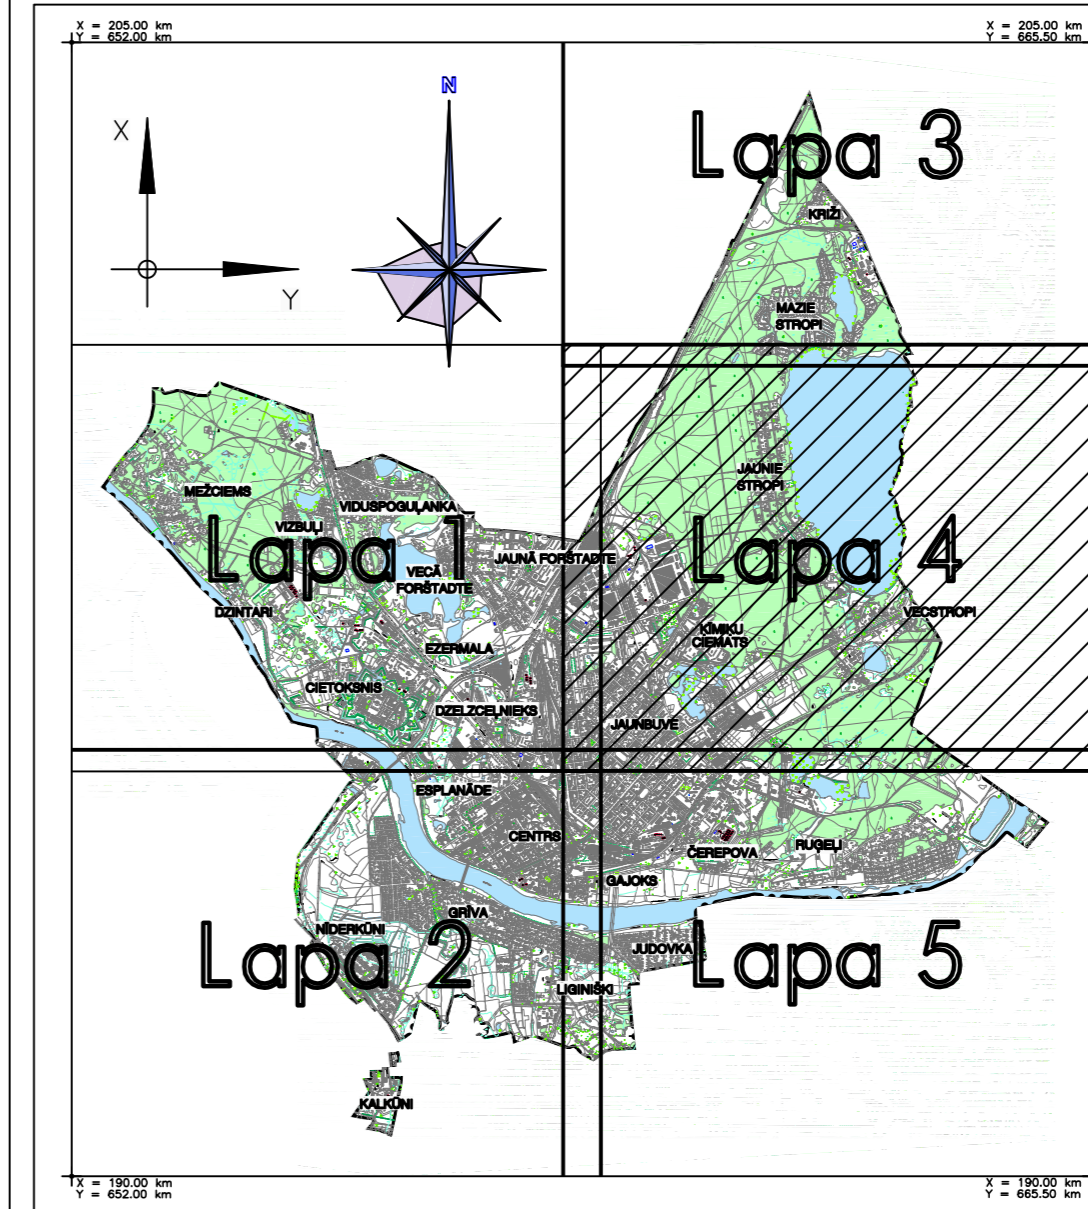 X = 205.00 km
Y = 652.00 km
X = 205.00 km
Y = 665.50 km
N
X
Y
Lapa 3
KRIŽI
MAZIE
STROPI
JAUNIE
STROPI
MEŽCIEMS
VIDUSPOGUĻANKA
VIZBUĻI
Lapa 1
JAUNĀ FORŠTADTE
Lapa 4
VECĀ
FORŠTADTE
DZINTARI
VECSTROPI
ĶĪMIĶU
CIEMATS
EZERMALA
CIETOKSNIS
DZELZCEĻNIEKS
JAUNBŪVE
ESPLANĀDE
CENTRS
ČEREPOVA
RUĢEĻI
GAJOKS
GRĪVA
NĪDERKŪNI
Lapa 2
JUDOVKA
Lapa 5
LIGINIŠKI
KALKŪNI
X = 190.00 km
Y = 652.00 km
X = 190.00 km
Y = 665.50 km